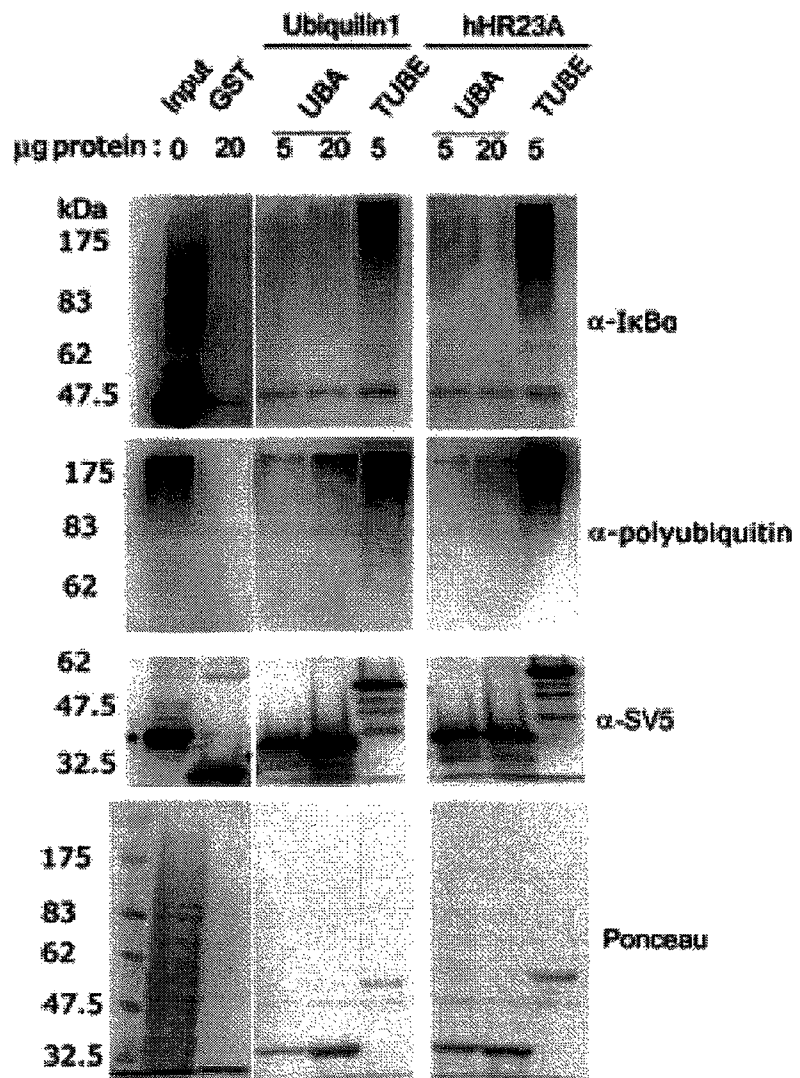 Ubiquilin1 hHR23A
Input GST UBA TUBE UBA TUBE
μg protein : 0 20 5 20 5 5 20 5
kDa
175
83
62
47.5
α-IκBα
175
83
62
α-polyubiquitin
62
47.5
32.5
α-SV5
175
83
62
47.5
32.5
Ponceau